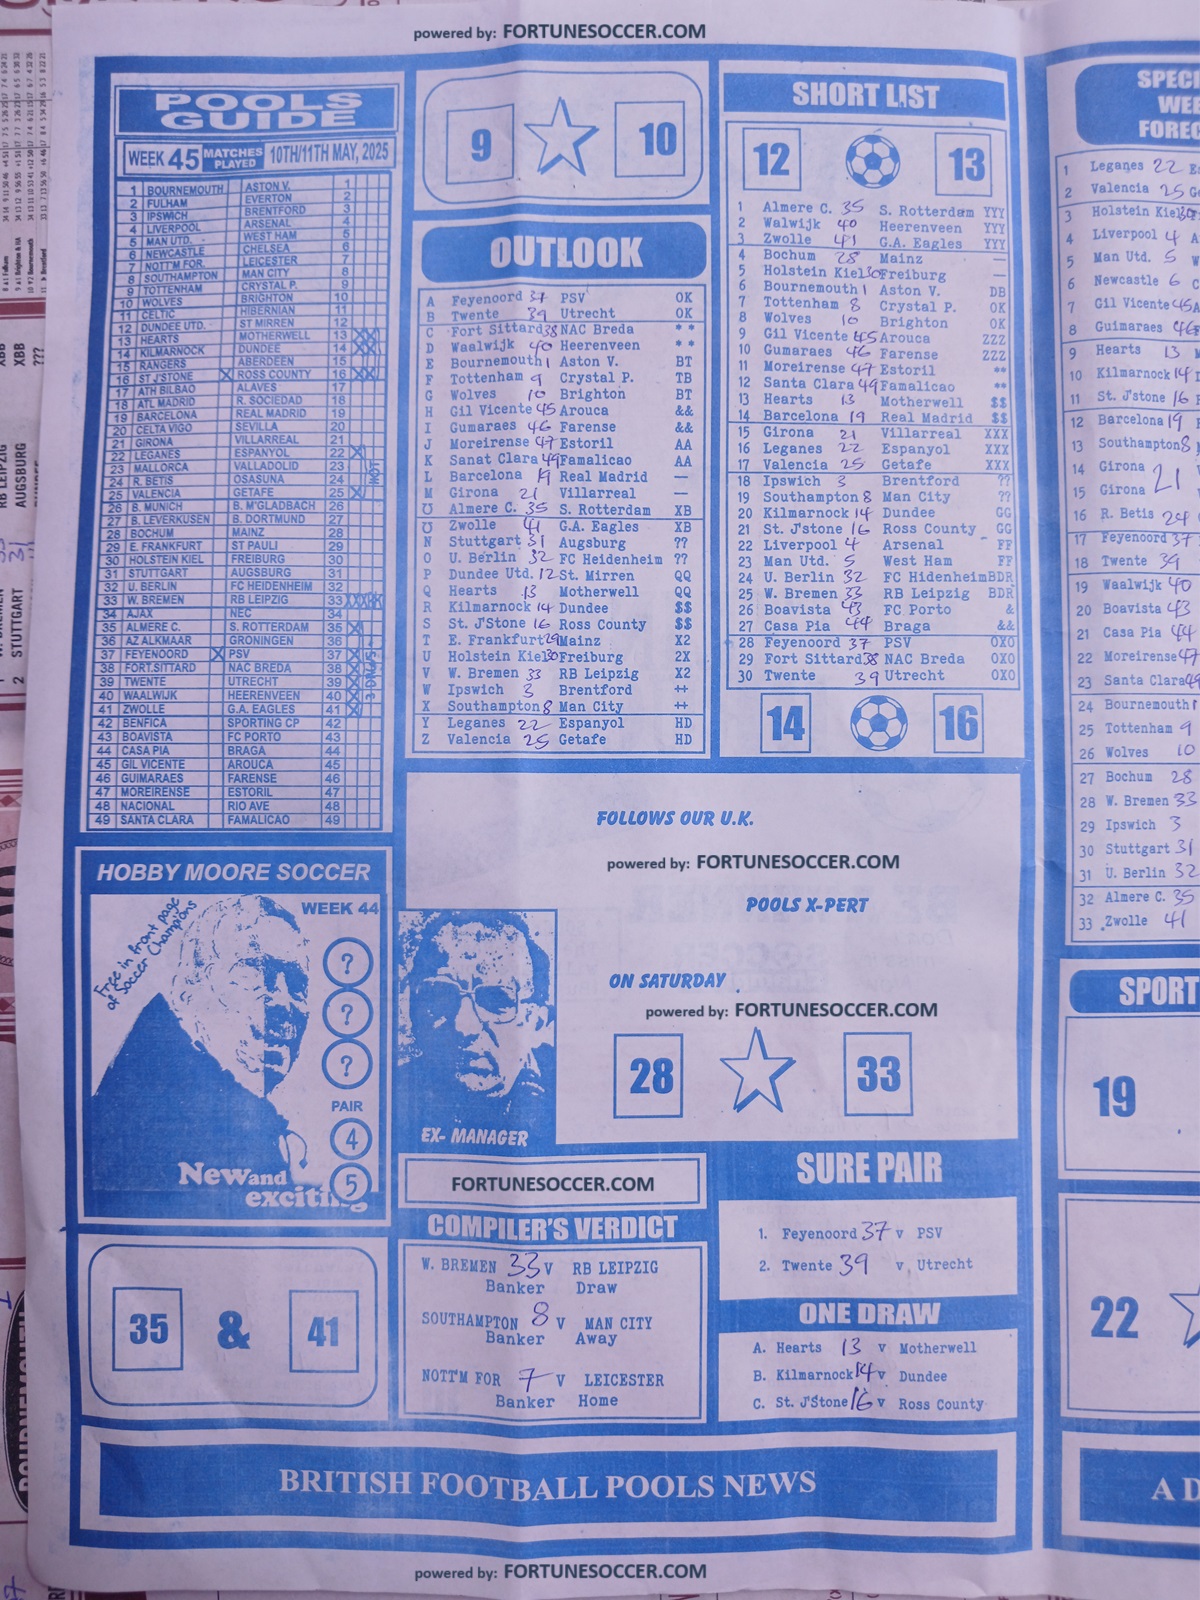 powered by: FORTUNESOCCER.COM
POOLS GUIDE
WEEK 45 MATCHES PLAYED 10TH/11TH MAY, 2025
1 BOURNEMOUTH ASTON V. 1
2 FULHAM EVERTON 2
3 IPSWICH BRENTFORD 3
4 LIVERPOOL ARSENAL 4
5 MAN UTD. WEST HAM 5
6 NEWCASTLE CHELSEA 6
7 NOTT'M FOR. LEICESTER 7
8 SOUTHAMPTON MAN CITY 8
9 TOTTENHAM CRYSTAL P. 9
10 WOLVES BRIGHTON 10
11 CELTIC HIBERNIAN 11
12 DUNDEE UTD. ST MIRREN 12
13 HEARTS MOTHERWELL 13 XX
14 KILMARNOCK DUNDEE 14 XX
15 RANGERS ABERDEEN 15
16 ST J'STONE X ROSS COUNTY 16 XX
17 ATH BILBAO ALAVES 17
18 ATL MADRID R. SOCIEDAD 18
19 BARCELONA REAL MADRID 19
20 CELTA VIGO SEVILLA 20
21 GIRONA VILLARREAL 21
22 LEGANES ESPANYOL 22 X
23 MALLORCA VALLADOLID 23
24 R. BETIS OSASUNA 24
25 VALENCIA GETAFE 25 X
HOT
26 B. MUNICH B. M'GLADBACH 26
27 B. LEVERKUSEN B. DORTMUND 27
28 BOCHUM MAINZ 28
29 E. FRANKFURT ST PAULI 29
30 HOLSTEIN KIEL FREIBURG 30
31 STUTTGART AUGSBURG 31
32 U. BERLIN FC HEIDENHEIM 32
33 W. BREMEN RB LEIPZIG 33
34 AJAX NEC 34
35 ALMERE C. S. ROTTERDAM 35 X
36 AZ ALKMAAR GRONINGEN 36
37 FEYENOORD X PSV 37 X
38 FORT.SITTARD NAC BREDA 38 X
39 TWENTE UTRECHT 39 X
40 WAALWIJK HEERENVEEN 40 X
41 ZWOLLE G.A. EAGLES 41 X
42 BENFICA SPORTING CP 42
43 BOAVISTA FC PORTO 43
44 CASA PIA BRAGA 44
45 GIL VICENTE AROUCA 45
46 GUIMARAES FARENSE 46
47 MOREIRENSE ESTORIL 47
48 NACIONAL RIO AVE 48
49 SANTA CLARA FAMALICAO 49
HOBBY MOORE SOCCER
WEEK 44
Free in front page of Soccer Champions
?
?
?
PAIR
4
5
New and exciting
35 & 41
9 10
OUTLOOK
A Feyenoord 37 PSV OK
B Twente 39 Utrecht OK
C Fort Sittard 38 NAC Breda **
D Waalwijk 40 Heerenveen **
E Bournemouth 1 Aston V. BT
F Tottenham 9 Crystal P. TB
G Wolves 10 Brighton BT
H Gil Vicente 45 Arouca &&
I Gumaraes 46 Farense &&
J Moreirense 47 Estoril AA
K Sanat Clara 49 Famalicao AA
L Barcelona 19 Real Madrid —
M Girona 21 Villarreal —
Ʊ Almere C. 35 S. Rotterdam XB
Ʊ Zwolle 41 G.A. Eagles XB
N Stuttgart 31 Augsburg ??
O U. Berlin 32 FC Heidenheim ??
P Dundee Utd. 12 St. Mirren QQ
Q Hearts 13 Motherwell QQ
R Kilmarnock 14 Dundee $$
S St. J'Stone 16 Ross County $$
T E. Frankfurt 29 Mainz X2
U Holstein Kiel 30 Freiburg 2X
V W. Bremen 33 RB Leipzig X2
W Ipswich 3 Brentford ++
X Southampton 8 Man City ++
Y Leganes 22 Espanyol HD
Z Valencia 25 Getafe HD
SHORT LIST
12 13
1 Almere C. 35 S. Rotterdam YYY
2 Walwijk 40 Heerenveen YYY
3 Zwolle 41 G.A. Eagles YYY
4 Bochum 28 Mainz —
5 Holstein Kiel 30 Freiburg —
6 Bournemouth 1 Aston V. DB
7 Tottenham 8 Crystal P. OK
8 Wolves 10 Brighton OK
9 Gil Vicente 45 Arouca ZZZ
10 Gumaraes 46 Farense ZZZ
11 Moreirense 47 Estoril **
12 Santa Clara 49 Famalicao **
13 Hearts 13 Motherwell $$
14 Barcelona 19 Real Madrid $$
15 Girona 21 Villarreal XXX
16 Leganes 22 Espanyol XXX
17 Valencia 25 Getafe XXX
18 Ipswich 3 Brentford ??
19 Southampton 8 Man City ??
20 Kilmarnock 14 Dundee GG
21 St. J'stone 16 Ross County GG
22 Liverpool 4 Arsenal FF
23 Man Utd. 5 West Ham FF
24 U. Berlin 32 FC Hidenheim BDR
25 W. Bremen 33 RB Leipzig BDR
26 Boavista 43 FC Porto &
27 Casa Pia 44 Braga &&
28 Feyenoord 37 PSV OXO
29 Fort Sittard 38 NAC Breda OXO
30 Twente 39 Utrecht OXO
14 16
FOLLOWS OUR U.K.
powered by: FORTUNESOCCER.COM
POOLS X-PERT
ON SATURDAY
powered by: FORTUNESOCCER.COM
28 33
EX- MANAGER
FORTUNESOCCER.COM
COMPILER'S VERDICT
W. BREMEN 33 V RB LEIPZIG
Banker Draw
SOUTHAMPTON 8 V MAN CITY
Banker Away
NOTT'M FOR 7 V LEICESTER
Banker Home
SURE PAIR
1. Feyenoord 37 v PSV
2. Twente 39 v Utrecht
ONE DRAW
A. Hearts 13 v Motherwell
B. Kilmarnock 14 v Dundee
C. St. J'Stone 16 v Ross County
BRITISH FOOTBALL POOLS NEWS
powered by: FORTUNESOCCER.COM
1 Leganes 22
2 Valencia 25
3 Holstein Kiel 30
4 Liverpool 4
5 Man Utd. 5
6 Newcastle 6
7 Gil Vicente 45
8 Guimaraes 46
9 Hearts 13
10 Kilmarnock 14
11 St. J'stone 16
12 Barcelona 19
13 Southampton 8
14 Girona 21
15 Girona
16 R. Betis 24
17 Feyenoord 37
18 Twente 39
19 Waalwijk 40
20 Boavista 43
21 Casa Pia 44
22 Moreirense 47
23 Santa Clara 49
24 Bournemouth 1
25 Tottenham 9
26 Wolves 10
27 Bochum 28
28 W. Bremen 33
29 Ipswich 3
30 Stuttgart 31
31 U. Berlin 32
32 Almere C. 35
33 Zwolle 41
SPORT
19
22
A D
RB LEIPZIG
AUGSBURG
XBB
XBB
???
W. BREMEN
2 STUTTGART 31
BOURNEMOUTH